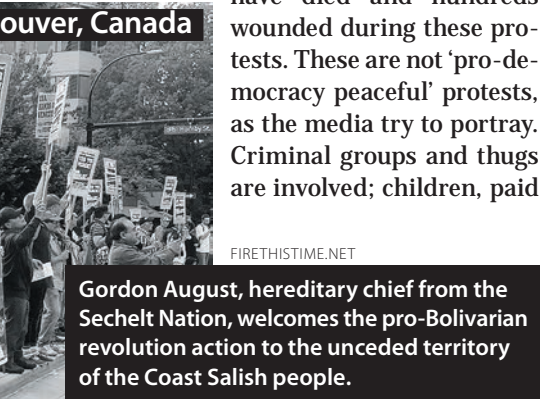 ouver, Canada
have died and hundreds
wounded during these pro-
tests. These are not ‘pro-de-
mocracy peaceful’ protests,
as the media try to portray.
Criminal groups and thugs
are involved; children, paid
FIRETHISTIME.NET
Gordon August, hereditary chief from the
Sechelt Nation, welcomes the pro-Bolivarian
revolution action to the unceded territory
of the Coast Salish people.